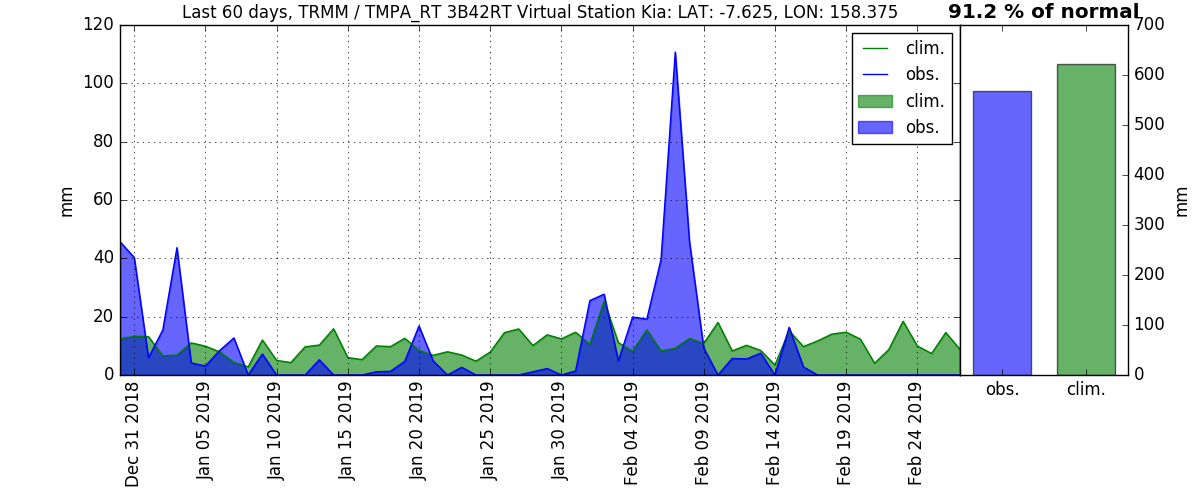 Last 60 days, TRMM / TMPA_RT 3B42RT Virtual Station Kia: LAT: -7.625, LON: 158.375
91.2 % of normal
120
100
80
60
40
20
0
mm
clim.
obs.
clim.
obs.
Dec 31 2018
Jan 05 2019
Jan 10 2019
Jan 15 2019
Jan 20 2019
Jan 25 2019
Jan 30 2019
Feb 04 2019
Feb 09 2019
Feb 14 2019
Feb 19 2019
Feb 24 2019
700
600
500
400
300
200
100
0
mm
obs.
clim.